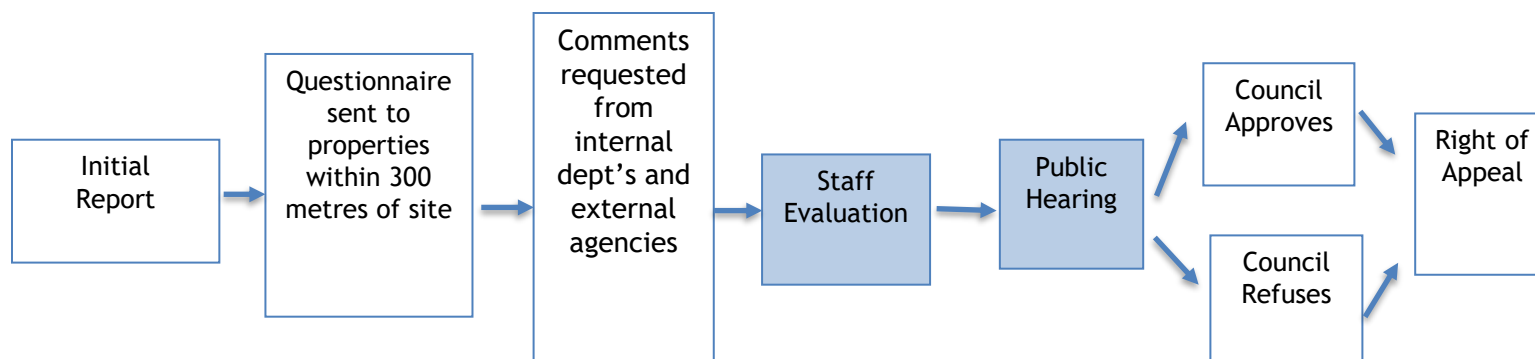 Initial
Report
Questionnaire
sent to
properties
within 300
metres of site
Comments
requested
from
internal
dept’s and
external
agencies
Staff
Evaluation
Public
Hearing
Council
Approves
Council
Refuses
Right of
Appeal